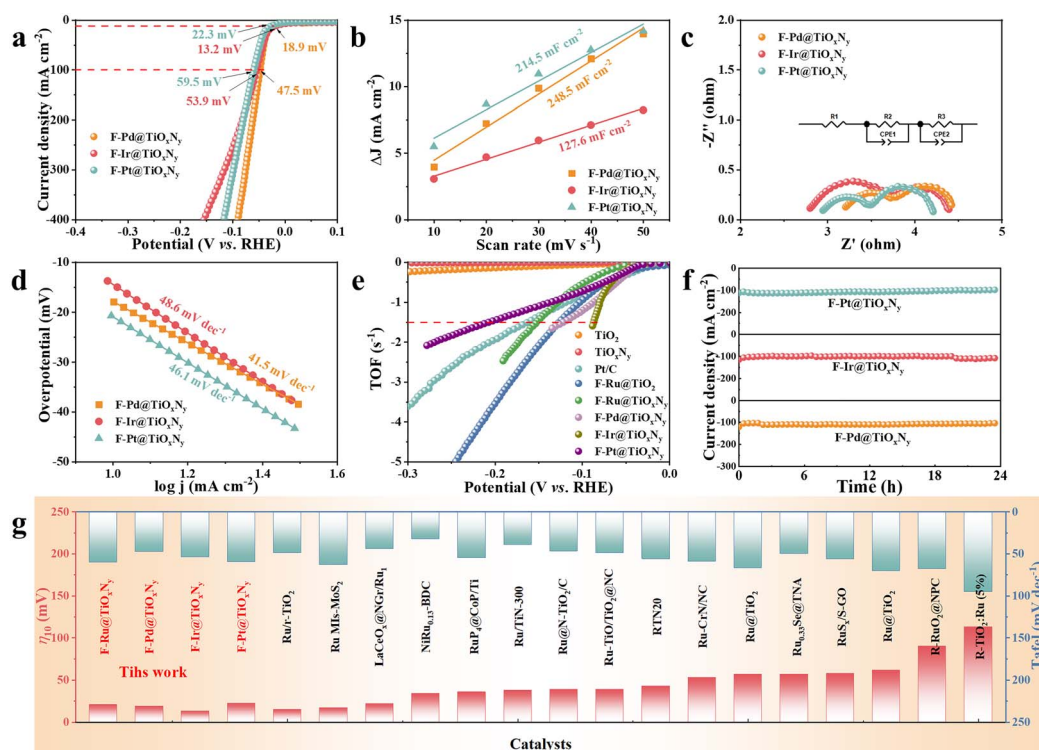 a
Current density (mA cm⁻²)
0
-100
-200
-300
-400
22.3 mV
13.2 mV
18.9 mV
59.5 mV
53.9 mV
47.5 mV
F-Pd@TiOxNy
F-Ir@TiOxNy
F-Pt@TiOxNy
-0.3 -0.2 -0.1 0.0 0.1
Potential (V vs. RHE)
b
ΔJ (mA cm⁻²)
15
10
5
0
214.5 mF cm⁻²
248.5 mF cm⁻²
127.6 mF cm⁻²
F-Pd@TiOxNy
F-Ir@TiOxNy
F-Pt@TiOxNy
10 20 30 40 50
Scan rate (mV s⁻¹)
c
-Z'' (ohm)
2.0
1.5
1.0
0.5
0.0
F-Pd@TiOxNy
F-Ir@TiOxNy
F-Pt@TiOxNy
R1 R2 R3
CPE1 CPE2
2 3 4 5
Z' (ohm)
d
Overpotential (mV)
-10
-20
-30
-40
-50
48.6 mV dec⁻¹
41.5 mV dec⁻¹
46.1 mV dec⁻¹
F-Pd@TiOxNy
F-Ir@TiOxNy
F-Pt@TiOxNy
0.8 1.0 1.2 1.4 1.6
log j (mA cm⁻²)
e
TOF (s⁻¹)
0
-1
-2
-3
-4
-5
TiO₂
TiOxNy
Pt/C
F-Ru@TiO₂
F-Ru@TiOxNy
F-Pd@TiOxNy
F-Ir@TiOxNy
F-Pt@TiOxNy
-0.3 -0.2 -0.1 0.0
Potential (V vs. RHE)
f
Current density (mA cm⁻²)
-100
-200
0
-100
-200
0
-100
-200
-300
F-Pt@TiOxNy
F-Ir@TiOxNy
F-Pd@TiOxNy
0 6 12 18 24
Time (h)
g
η₁₀ (mV)
250
200
150
100
50
0
F-Ru@TiOxNy
F-Pd@TiOxNy
F-Ir@TiOxNy
F-Pt@TiOxNy
Ru/r-TiO₂
Ru MIs-MoS₂
LaCeOx@NGr/Ru₁
NiRu₀.₁₃-BDC
RuP₄@CoP/Ti
Ru/TiN-300
Ru@N-TiO₂/C
Ru-TiO/TiO₂@NC
RTN20
Ru-CrN/NC
Ru@TiO₂
Ru₀.₃₃Se@TNA
RuSx/S-GO
Ru@TiO₂
R-RuO₂@NPC
R-TiO₂:Ru (5%)
Tihs work
0
50
100
150
200
250
Tafel (mV dec⁻¹)
Catalysts